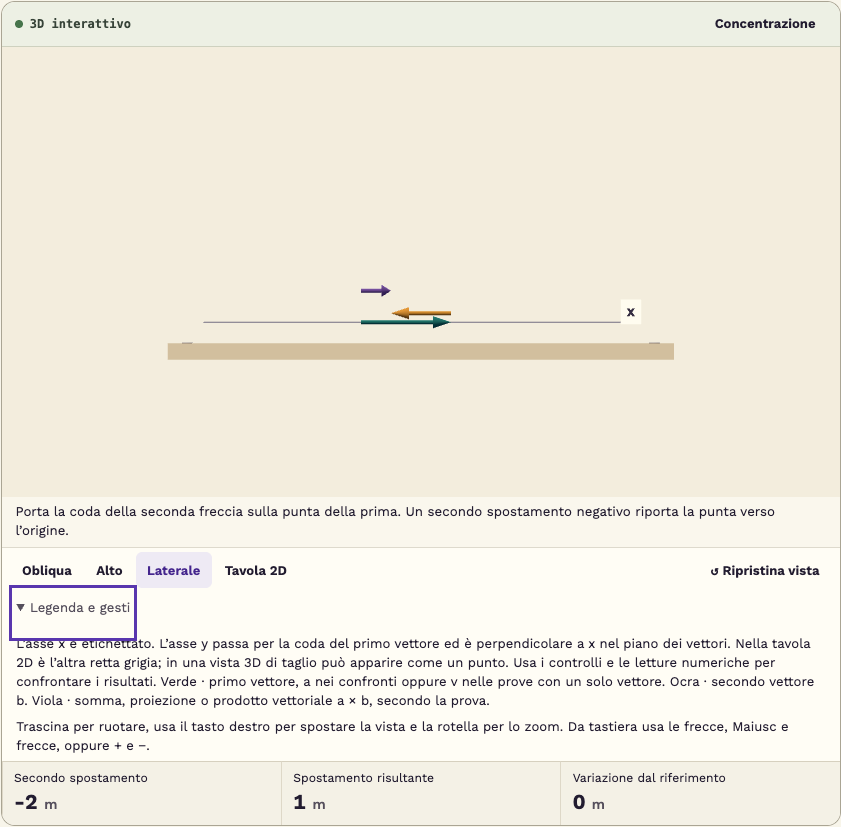 3D interattivo
Concentrazione
x
Porta la coda della seconda freccia sulla punta della prima. Un secondo spostamento negativo riporta la punta verso
l’origine.
Obliqua Alto Laterale Tavola 2D ↺ Ripristina vista
▼ Legenda e gesti
L’asse x è etichettato. L’asse y passa per la coda del primo vettore ed è perpendicolare a x nel piano dei vettori. Nella tavola
2D è l’altra retta grigia; in una vista 3D di taglio può apparire come un punto. Usa i controlli e le letture numeriche per
confrontare i risultati. Verde · primo vettore, a nei confronti oppure v nelle prove con un solo vettore. Ocra · secondo vettore
b. Viola · somma, proiezione o prodotto vettoriale a × b, secondo la prova.
Trascina per ruotare, usa il tasto destro per spostare la vista e la rotella per lo zoom. Da tastiera usa le frecce, Maiusc e
frecce, oppure + e −.
Secondo spostamento
-2 m
Spostamento risultante
1 m
Variazione dal riferimento
0 m